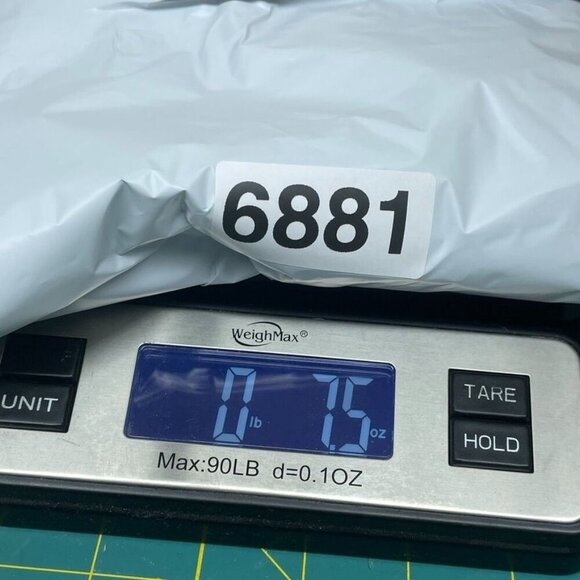 6881
WeighMax®
0 lb 7.5 oz
UNIT
TARE
HOLD
Max:90LB d=0.1OZ